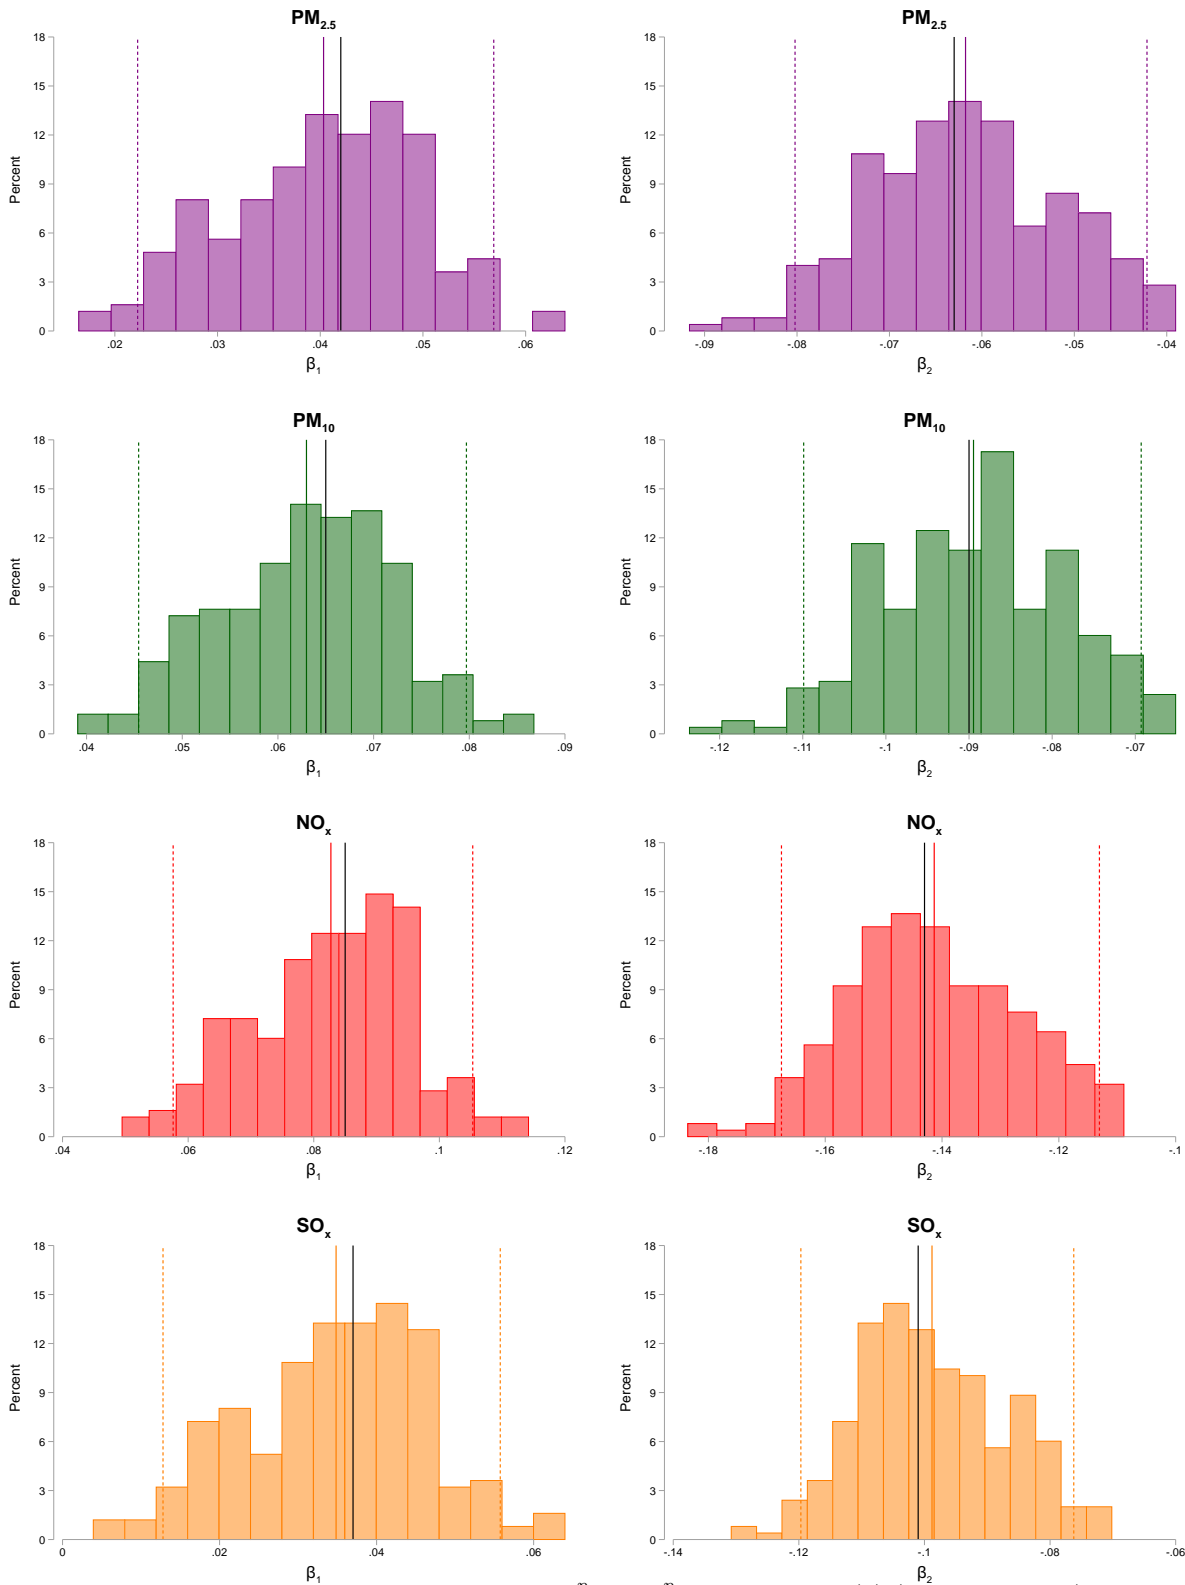 PM2.5
PM2.5
18
15
12
9
6
3
0
Percent
.02 .03 .04 .05 .06
β1
18
15
12
9
6
3
0
Percent
-.09 -.08 -.07 -.06 -.05 -.04
β2
PM10
PM10
18
15
12
9
6
3
0
Percent
.04 .05 .06 .07 .08 .09
β1
18
15
12
9
6
3
0
Percent
-.12 -.11 -.1 -.09 -.08 -.07
β2
NOx
NOx
18
15
12
9
6
3
0
Percent
.04 .06 .08 .1 .12
β1
18
15
12
9
6
3
0
Percent
-.18 -.16 -.14 -.12 -.1
β2
SOx
SOx
18
15
12
9
6
3
0
Percent
0 .02 .04 .06
β1
18
15
12
9
6
3
0
Percent
-.14 -.12 -.1 -.08 -.06
β2